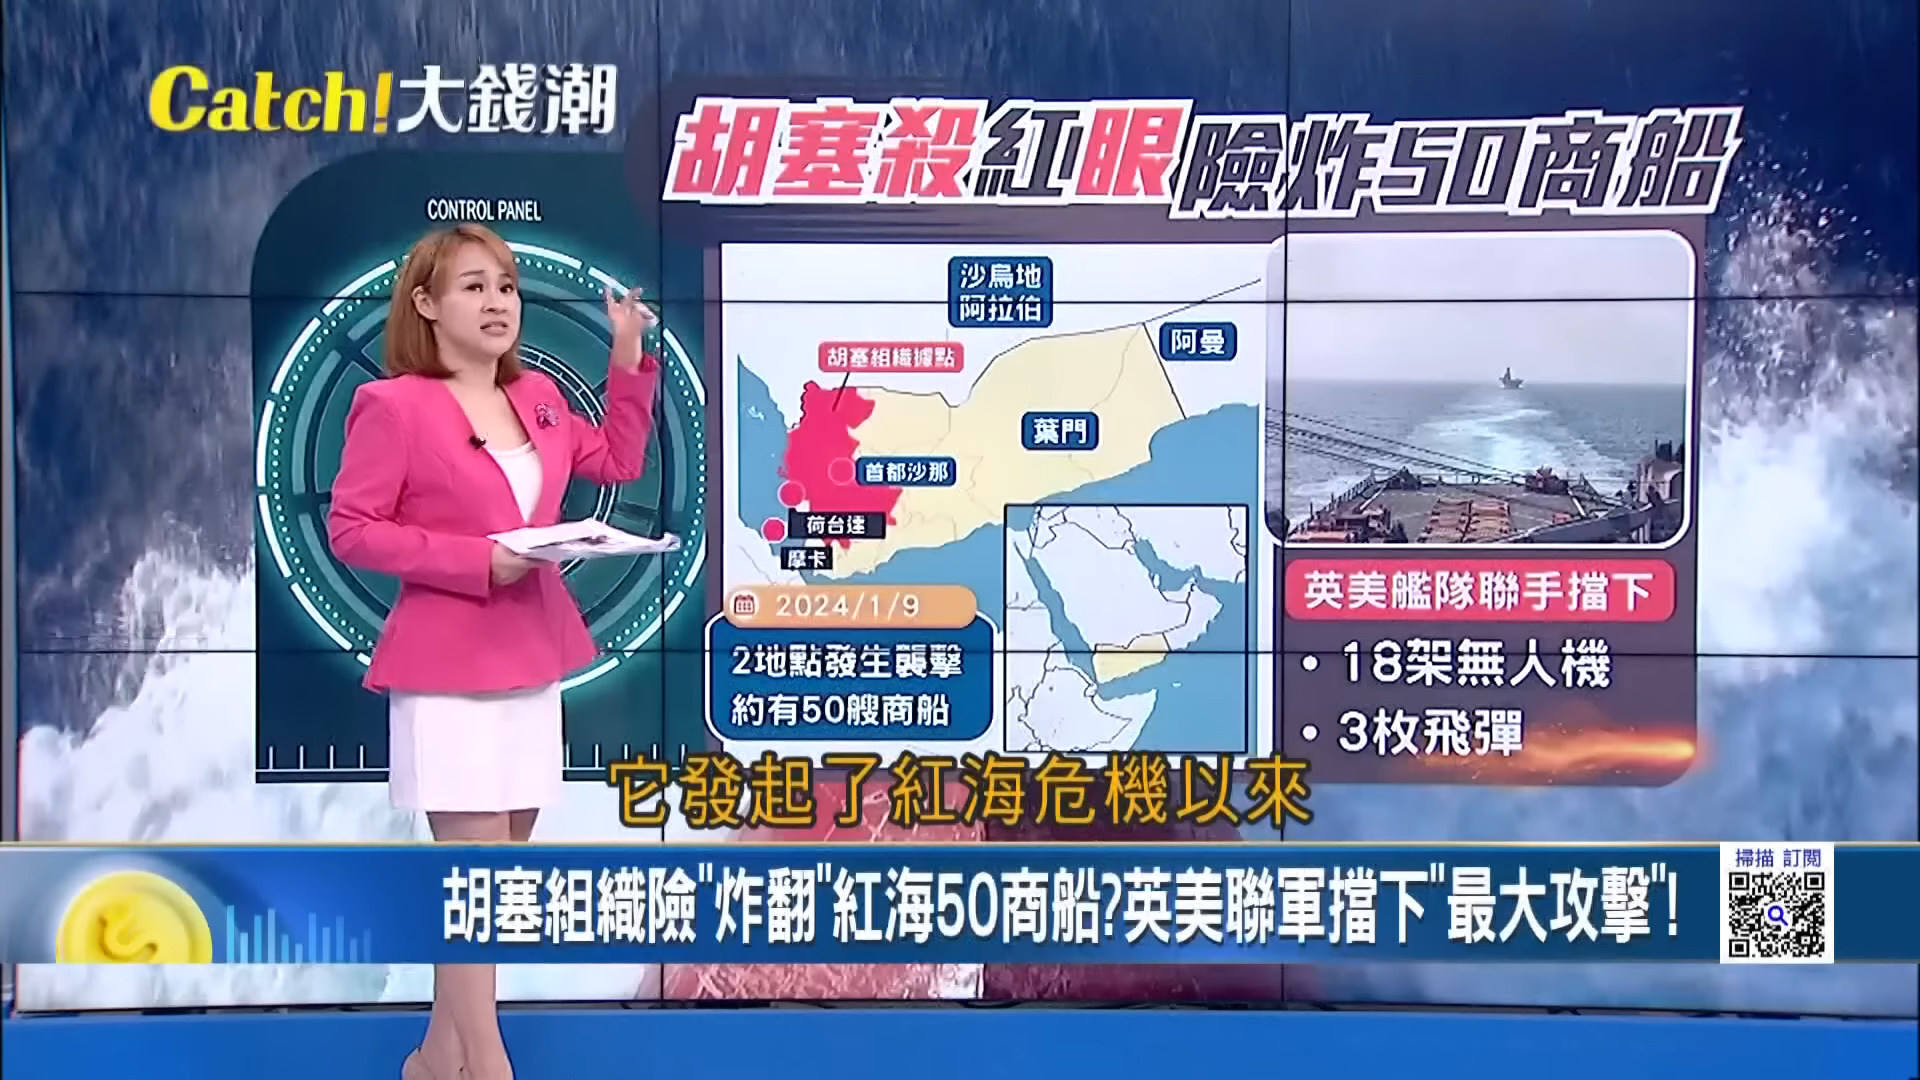 Catch!大錢潮
胡塞殺紅眼險炸50商船
CONTROL PANEL
沙烏地
阿拉伯
阿曼
胡塞組織據點
葉門
首都沙那
荷台達
摩卡
2024/1/9
2地點發生襲擊
約有50艘商船
英美艦隊聯手擋下
• 18架無人機
• 3枚飛彈
它發起了紅海危機以來
胡塞組織險"炸翻"紅海50商船?英美聯軍擋下"最大攻擊"!
掃描 訂閱